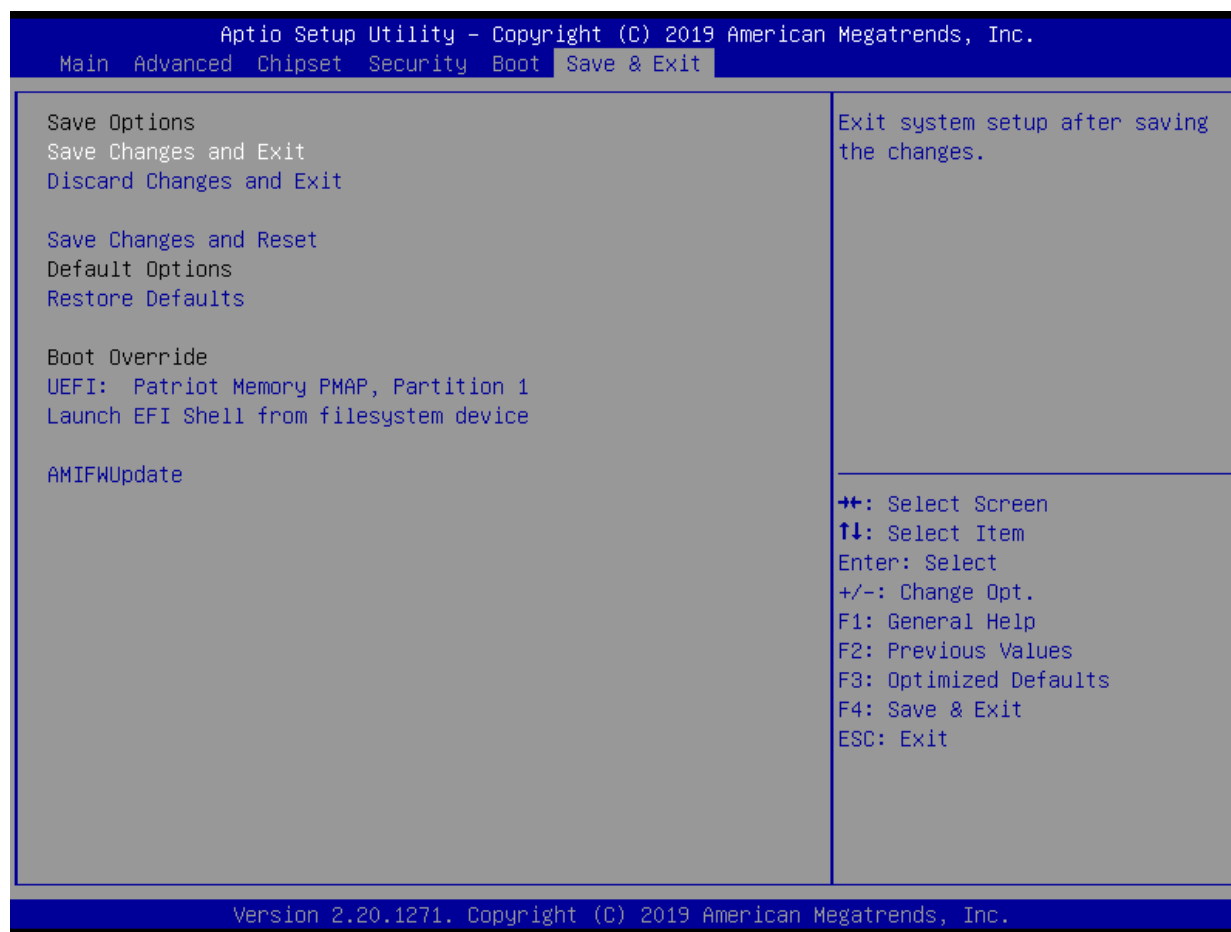 Aptio Setup Utility – Copyright (C) 2019 American Megatrends, Inc.
Main Advanced Chipset Security Boot Save & Exit
Save Options
Save Changes and Exit
Discard Changes and Exit
Save Changes and Reset
Default Options
Restore Defaults
Boot Override
UEFI: Patriot Memory PMAP, Partition 1
Launch EFI Shell from filesystem device
AMIFWUpdate
Exit system setup after saving
the changes.
→←: Select Screen
↑↓: Select Item
Enter: Select
+/-: Change Opt.
F1: General Help
F2: Previous Values
F3: Optimized Defaults
F4: Save & Exit
ESC: Exit
Version 2.20.1271. Copyright (C) 2019 American Megatrends, Inc.